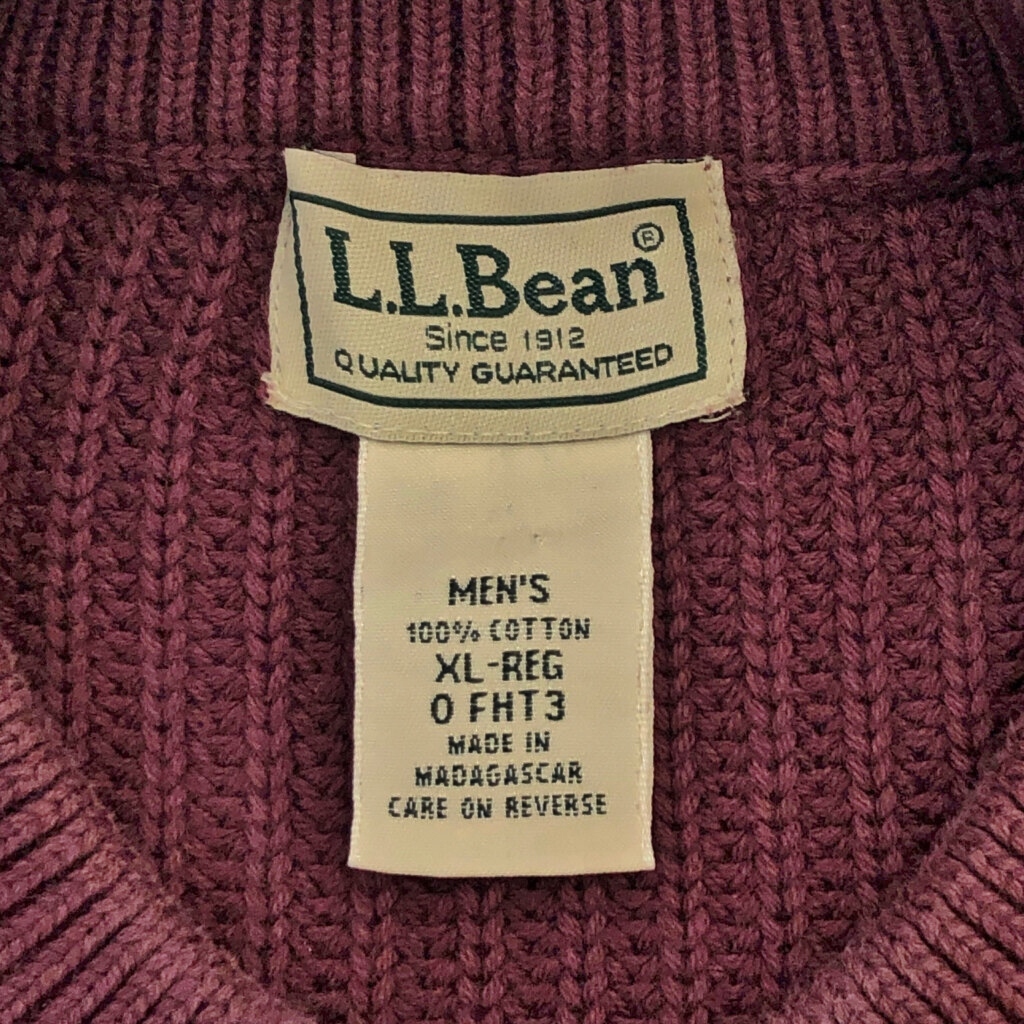 L.L.Bean®
Since 1912
QUALITY GUARANTEED
MEN'S
100% COTTON
XL-REG
0 FHT3
MADE IN
MADAGASCAR
CARE ON REVERSE